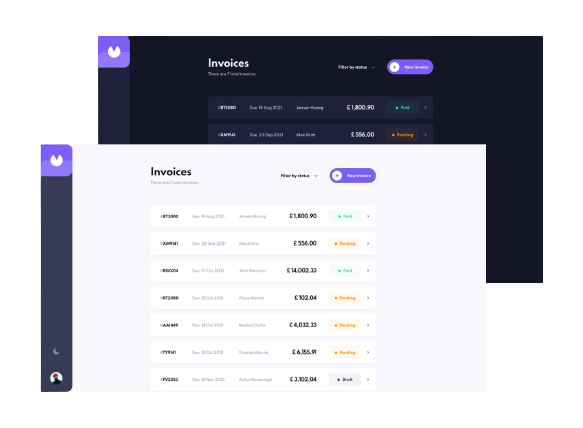 Invoices
There are 7 total invoices
Filter by status
New Invoice
#RT3080 Due 19 Aug 2021 Jensen Huang £ 1,800.90 Paid
#XM9141 Due 20 Sep 2021 Alex Grim £ 556.00 Pending
Invoices
There are 7 total invoices
Filter by status
New Invoice
#RT3080 Due 19 Aug 2021 Jensen Huang £ 1,800.90 Paid
#XM9141 Due 20 Sep 2021 Alex Grim £ 556.00 Pending
#RG0314 Due 01 Oct 2021 John Morrison £ 14,002.33 Paid
#RT2080 Due 12 Oct 2021 Alysa Werner £ 102.04 Pending
#AA1449 Due 14 Oct 2021 Mellisa Clarke £ 4,032.33 Pending
#TY9141 Due 31 Oct 2021 Thomas Wayne £ 6,155.91 Pending
#FV2353 Due 12 Nov 2021 Anita Wainwright £ 3,102.04 Draft